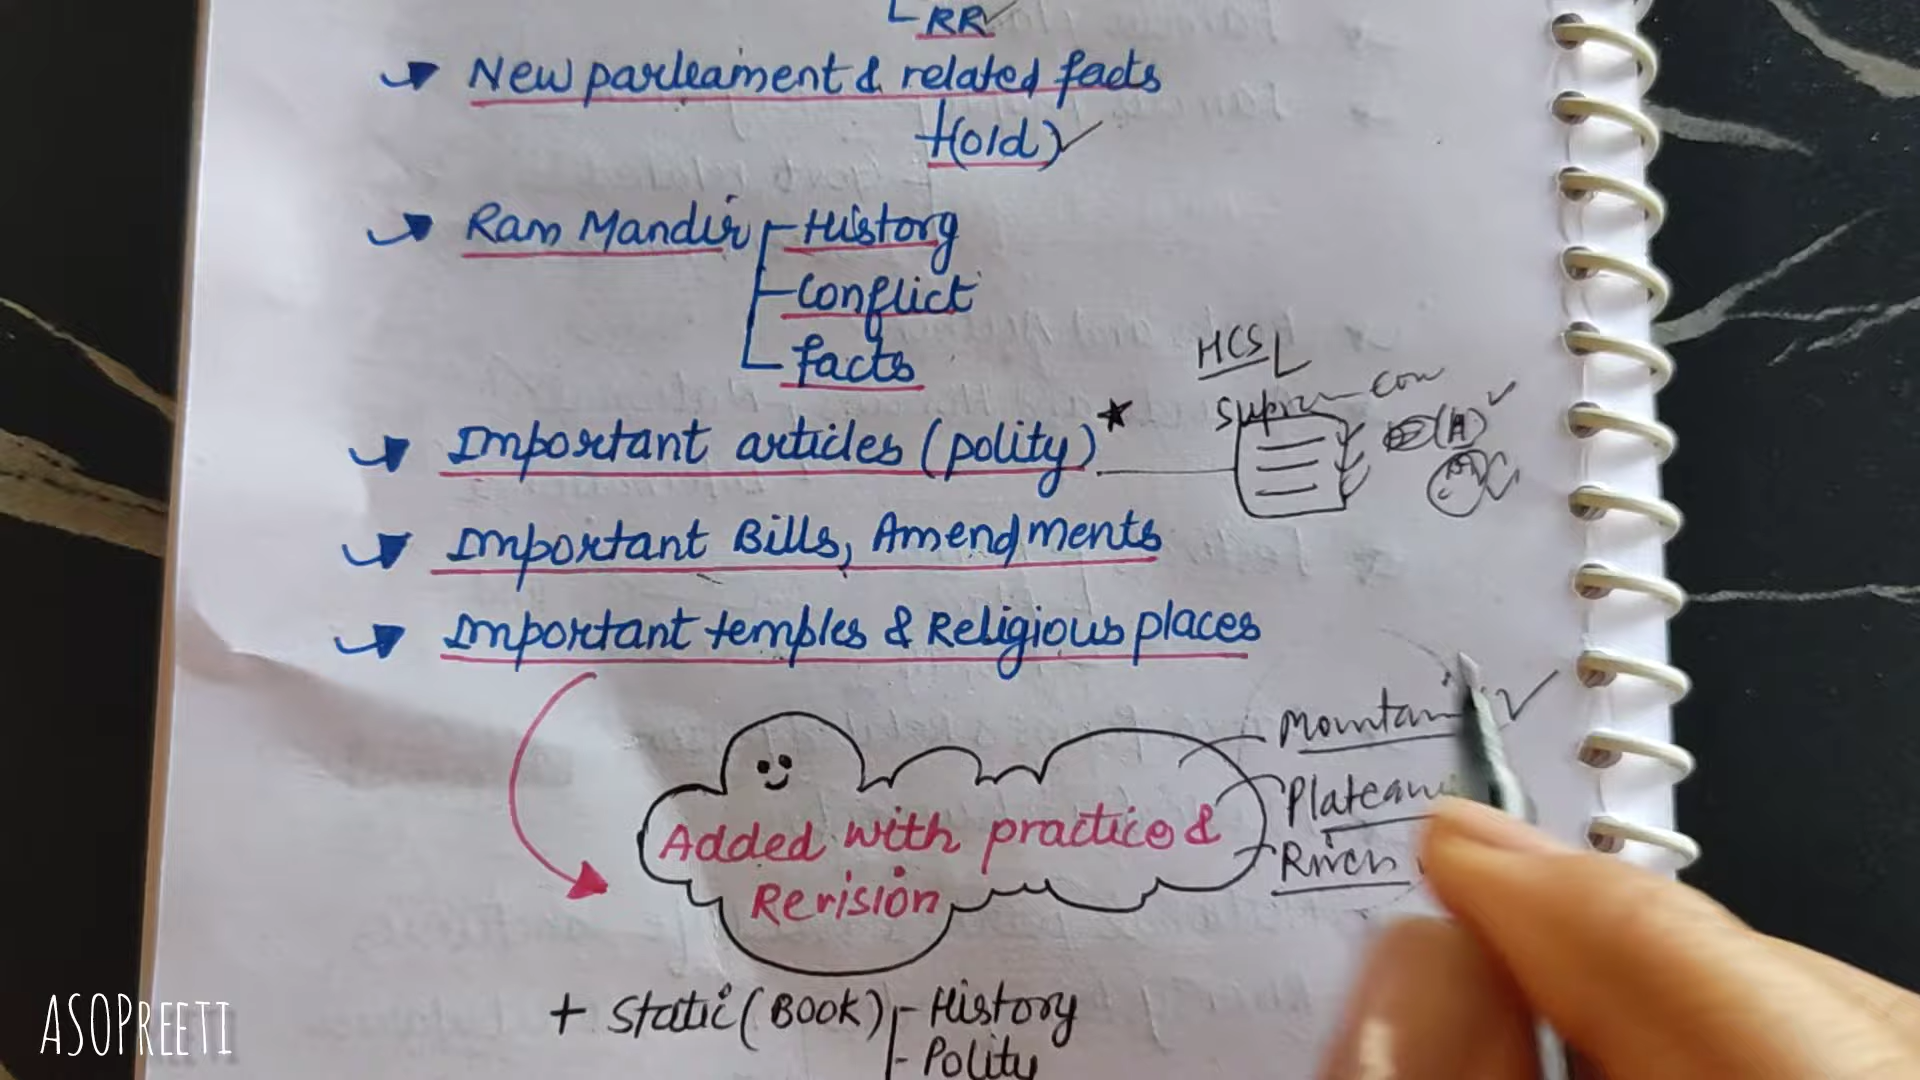 RR
New parleament & related facts
+(old)
Ram Mandir History
Conflict
facts
HCS
Important articles (polity)
(A)
Important Bills, Amendments
Important temples & Religious places
Mountain
Plateau
Added with practice &
Revision
+ Static (BOOK) - History
- Polity
ASOPREETI